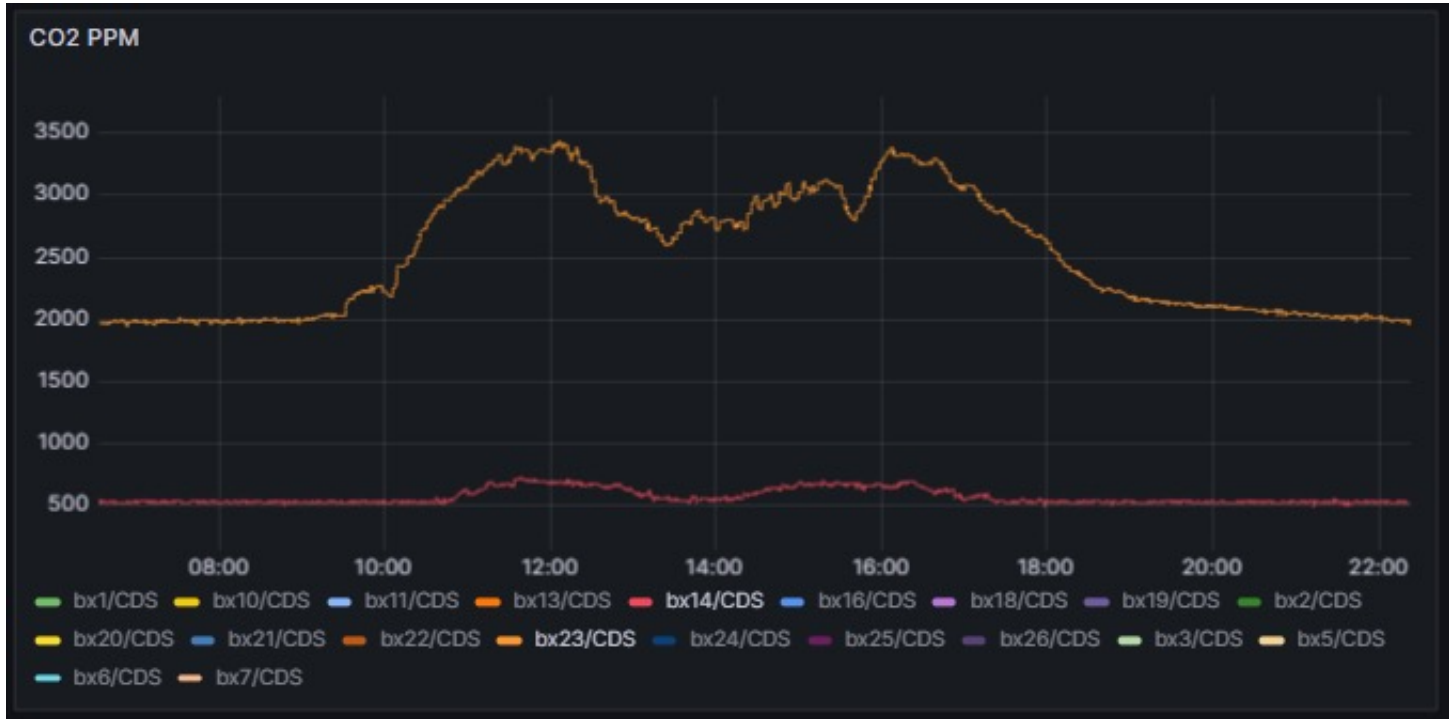 CO2 PPM
3500
3000
2500
2000
1500
1000
500
08:00 10:00 12:00 14:00 16:00 18:00 20:00 22:00
bx1/CDS bx10/CDS bx11/CDS bx13/CDS bx14/CDS bx16/CDS bx18/CDS bx19/CDS bx2/CDS
bx20/CDS bx21/CDS bx22/CDS bx23/CDS bx24/CDS bx25/CDS bx26/CDS bx3/CDS bx5/CDS
bx6/CDS bx7/CDS